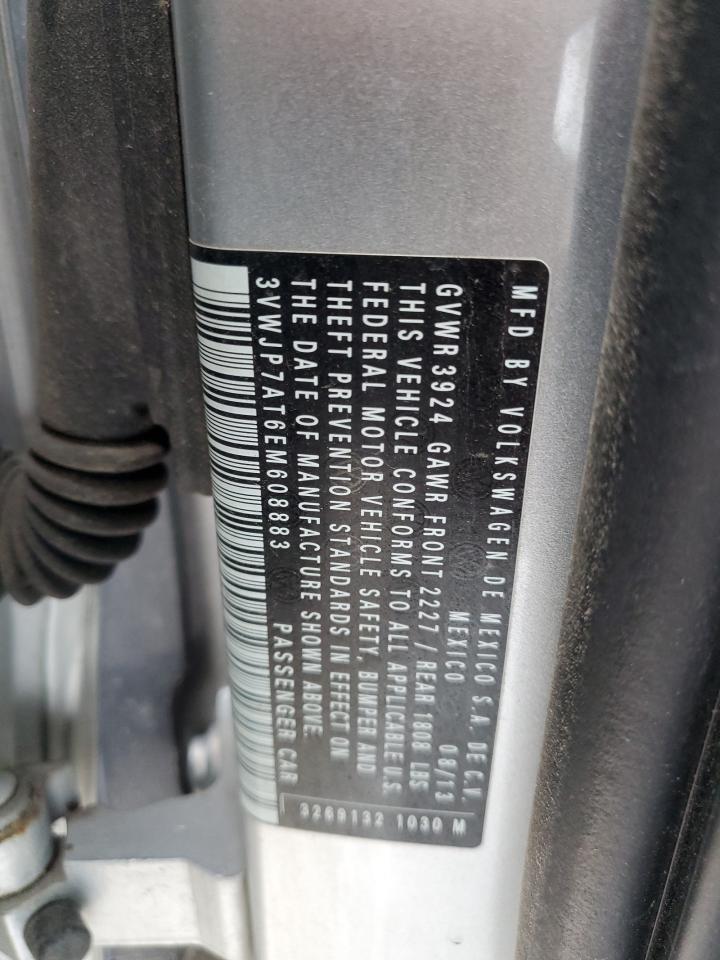 MFD BY VOLKSWAGEN DE MEXICO S.A. DE C.V.
MEXICO 08/13
GVWR 3924 GAWR FRONT 2227 / REAR 1808 LBS
THIS VEHICLE CONFORMS TO ALL APPLICABLE U.S.
FEDERAL MOTOR VEHICLE SAFETY, BUMPER AND
THEFT PREVENTION STANDARDS IN EFFECT ON
THE DATE OF MANUFACTURE SHOWN ABOVE.
3VWJP7AT6EM608883 PASSENGER CAR
3269132 1030 M